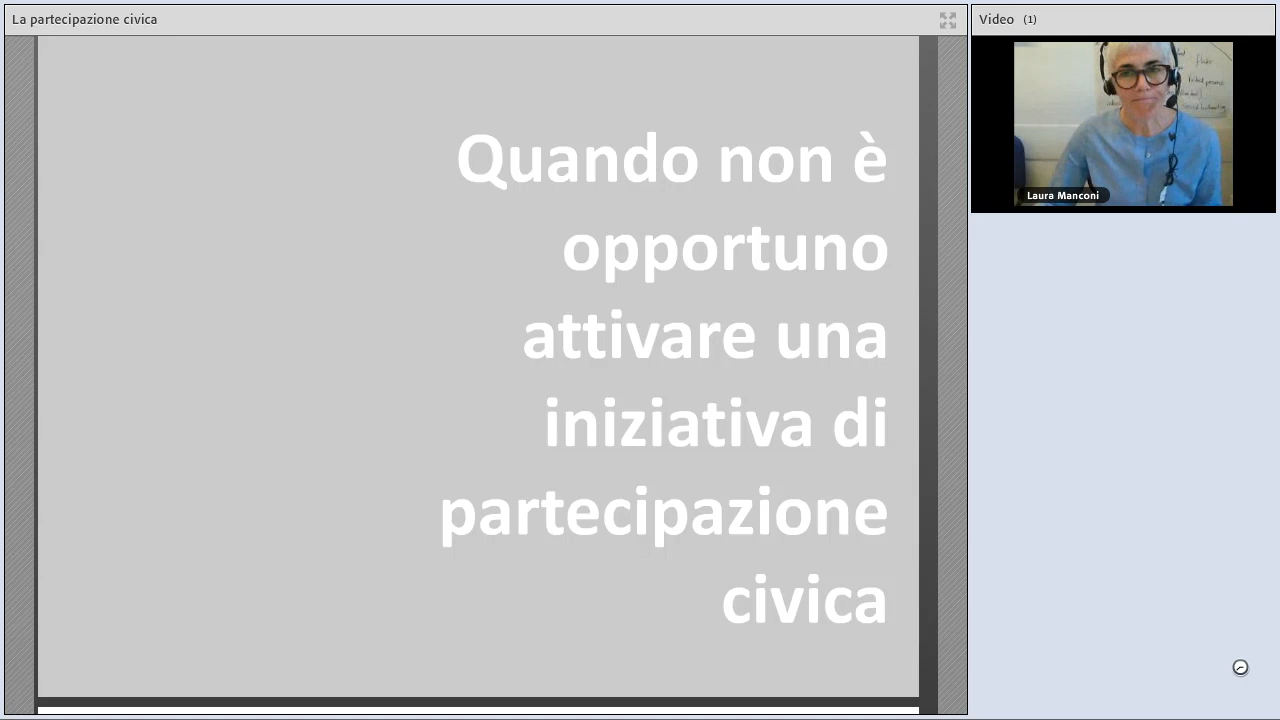 La partecipazione civica
Video (1)
Laura Manconi
Quando non è
opportuno
attivare una
iniziativa di
partecipazione
civica